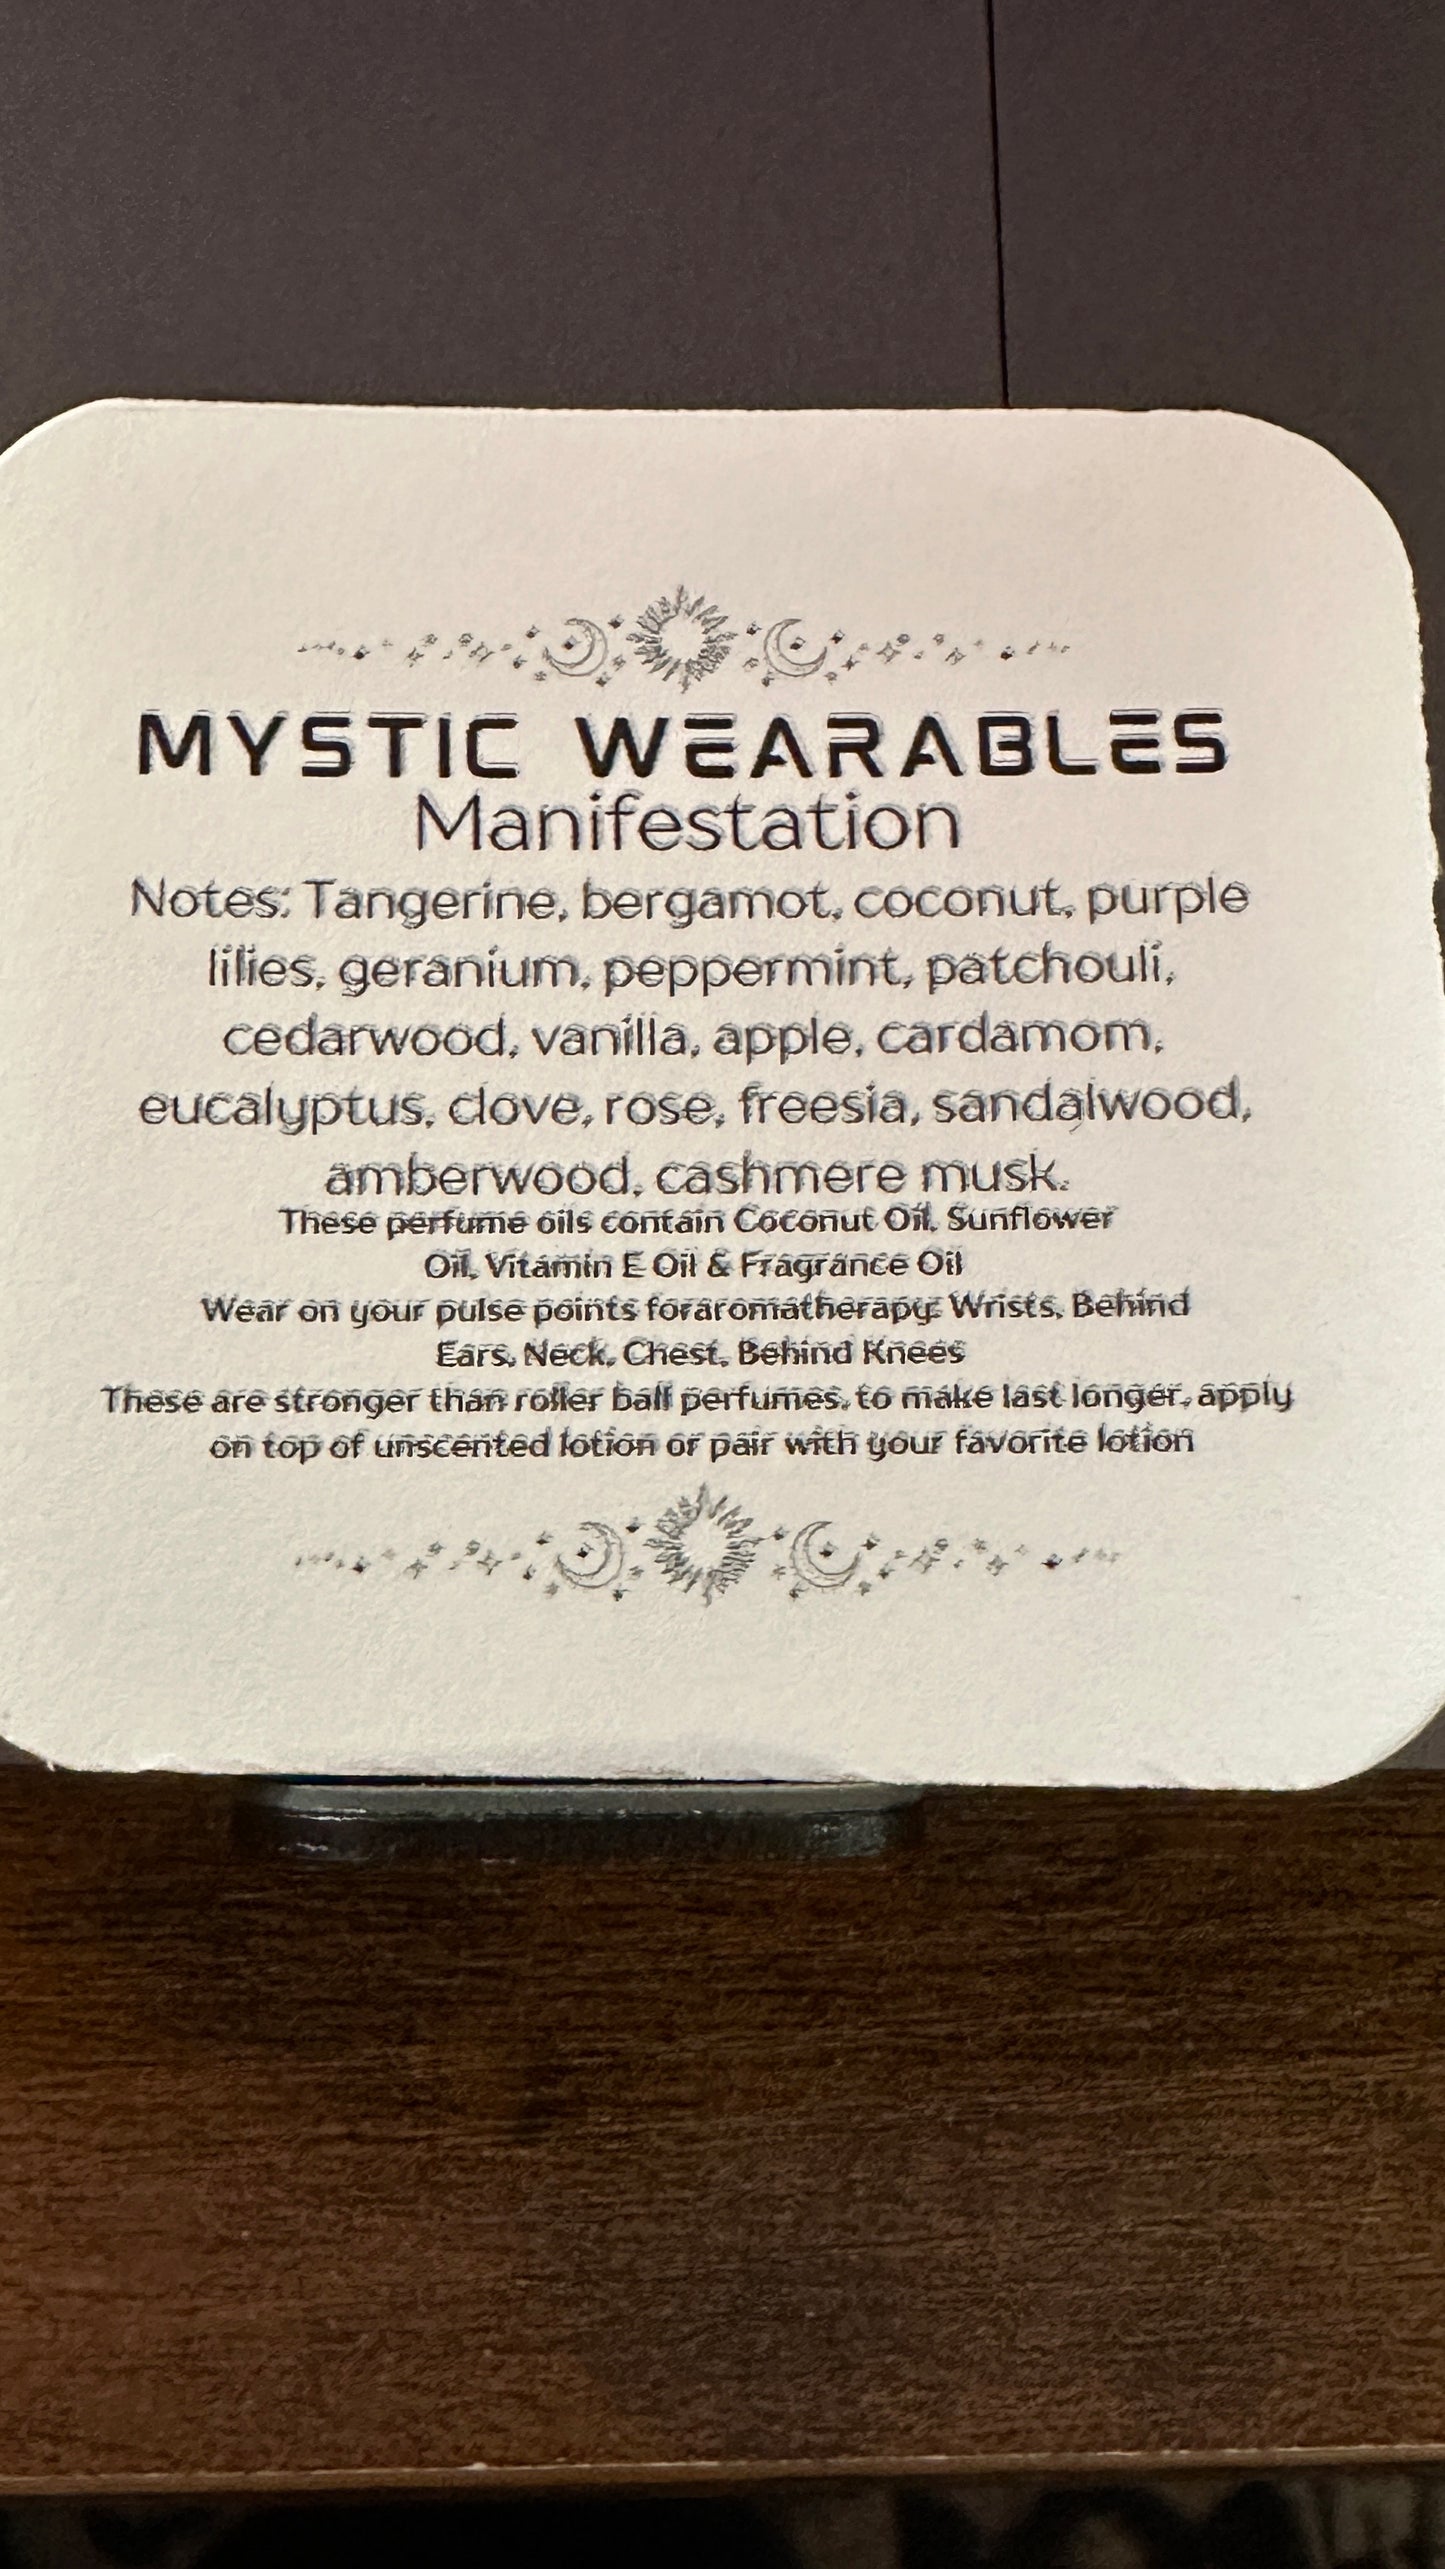 MYSTIC WEARABLES
Manifestation
Notes: Tangerine, bergamot, coconut, purple
lilies, geranium, peppermint, patchouli,
cedarwood, vanilla, apple, cardamom,
eucalyptus, clove, rose, freesia, sandalwood,
amberwood, cashmere musk.
These perfume oils contain Coconut Oil, Sunflower
Oil, Vitamin E Oil & Fragrance Oil
Wear on your pulse points foraromatherapy: Wrists, Behind
Ears, Neck, Chest, Behind Knees
These are stronger than roller ball perfumes, to make last longer, apply
on top of unscented lotion or pair with your favorite lotion